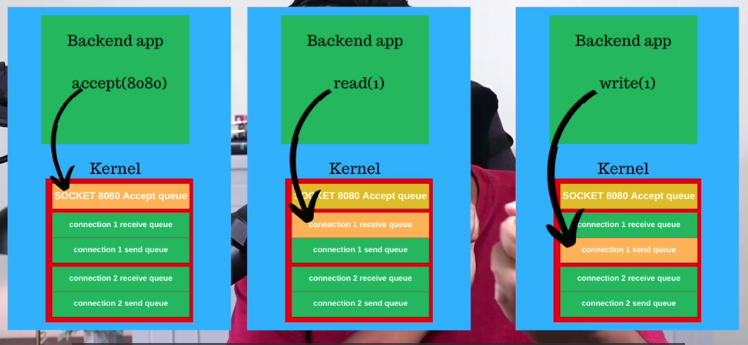 Backend app
accept(8080)
Kernel
SOCKET 8080 Accept queue
connection 1 receive queue
connection 1 send queue
connection 2 receive queue
connection 2 send queue
Backend app
read(1)
Kernel
SOCKET 8080 Accept queue
connection 1 receive queue
connection 1 send queue
connection 2 receive queue
connection 2 send queue
Backend app
write(1)
Kernel
SOCKET 8080 Accept queue
connection 1 receive queue
connection 1 send queue
connection 2 receive queue
connection 2 send queue